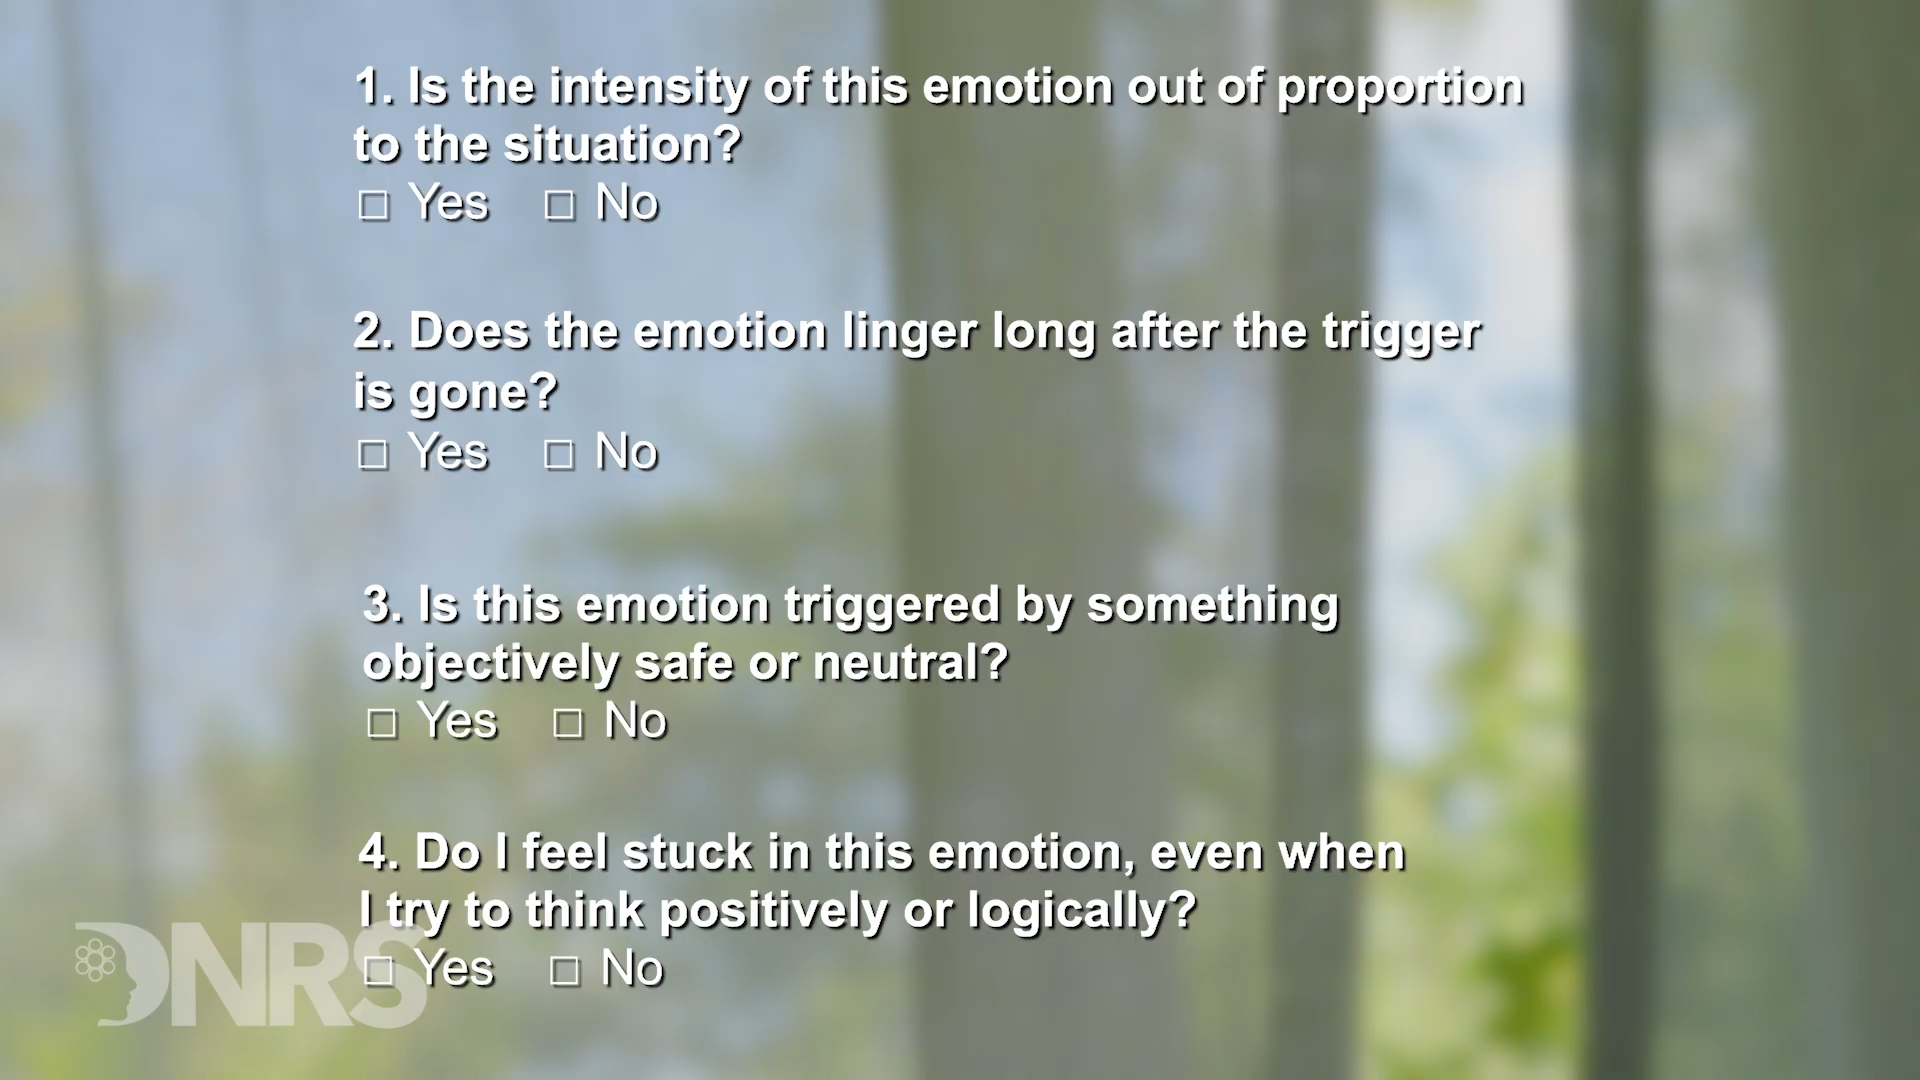 1. Is the intensity of this emotion out of proportion
to the situation?
□ Yes □ No
2. Does the emotion linger long after the trigger
is gone?
□ Yes □ No
3. Is this emotion triggered by something
objectively safe or neutral?
□ Yes □ No
4. Do I feel stuck in this emotion, even when
I try to think positively or logically?
□ Yes □ No
DNRS